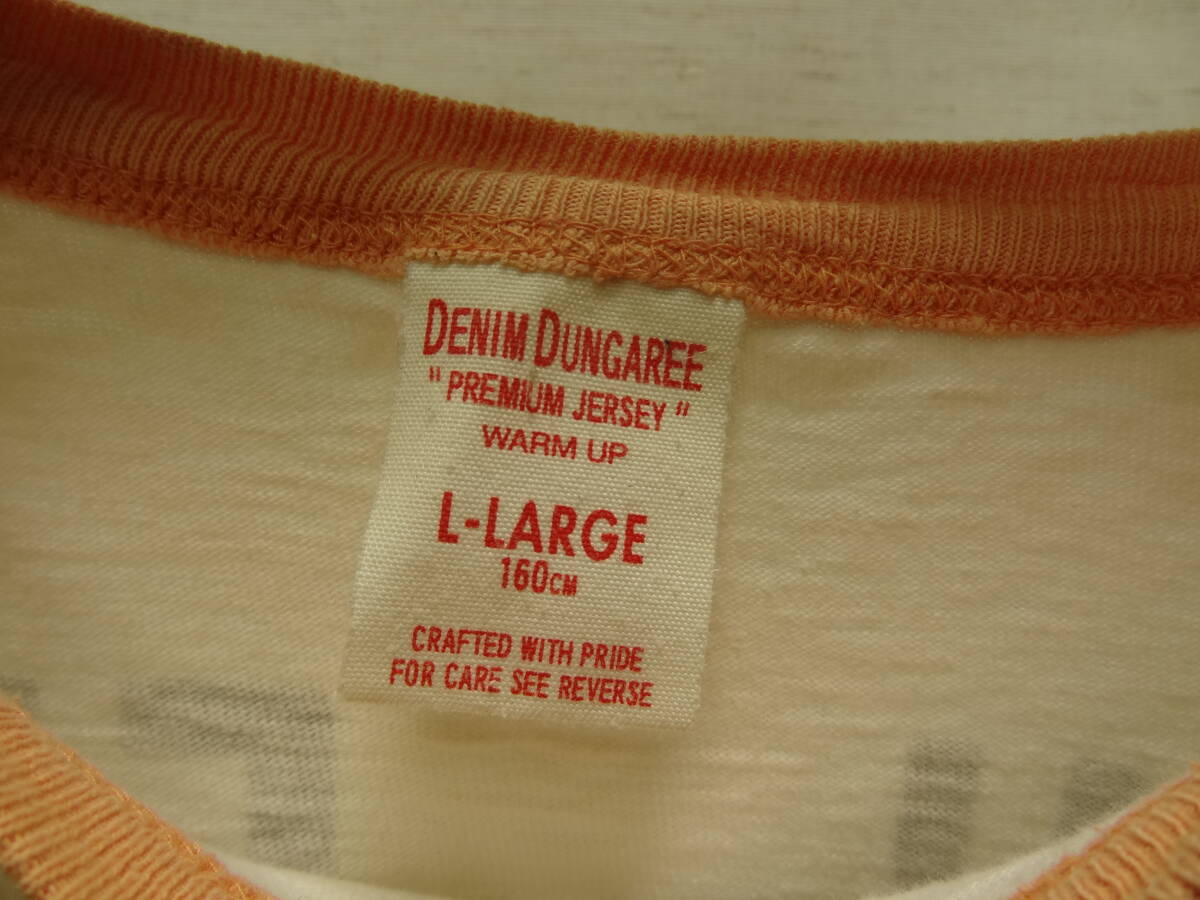 DENIM DUNGAREE
" PREMIUM JERSEY "
WARM UP
L-LARGE
160CM
CRAFTED WITH PRIDE
FOR CARE SEE REVERSE